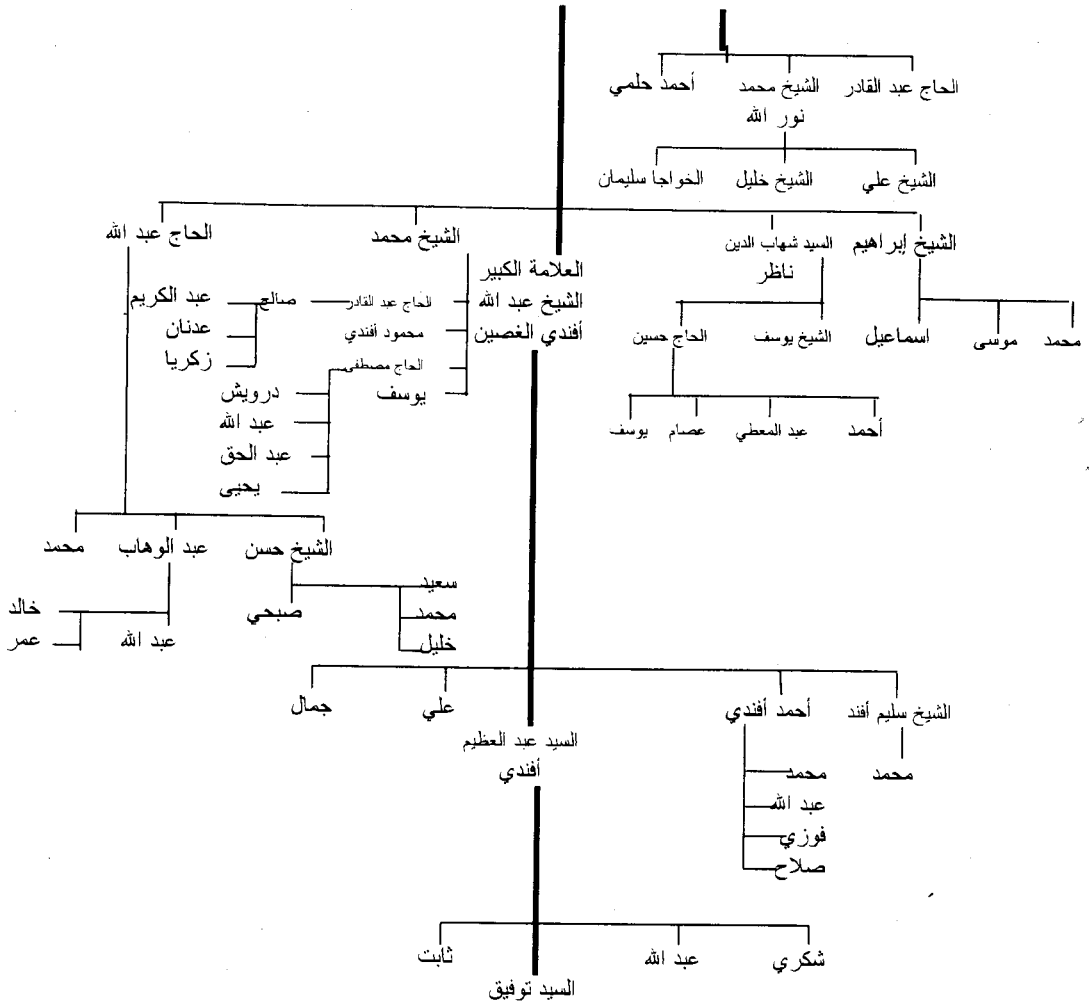 الحاج عبد القادر
الشيخ محمد
نور الله
أحمد حلمي
الشيخ علي
الشيخ خليل
الخواجا سليمان
الشيخ إبراهيم
السيد شهاب الدين
ناظر
الشيخ محمد
الحاج عبد الله
العلامة الكبير
الشيخ عبد الله
أفندي الغصين
محمد
موسى
اسماعيل
الشيخ يوسف
الحاج حسين
أحمد
عبد المعطي
عصام
يوسف
الحاج عبد القادر
محمود أفندي
الحاج مصطفى
يوسف
صالح
عبد الكريم
عدنان
زكريا
درويش
عبد الله
عبد الحق
يحيى
الشيخ حسن
عبد الوهاب
محمد
سعيد
محمد
خليل
صبحي
عبد الله
خالد
عمر
الشيخ سليم أفند
أحمد أفندي
السيد عبد العظيم
أفندي
علي
جمال
محمد
محمد
عبد الله
فوزي
صلاح
شكري
عبد الله
السيد توفيق
ثابت